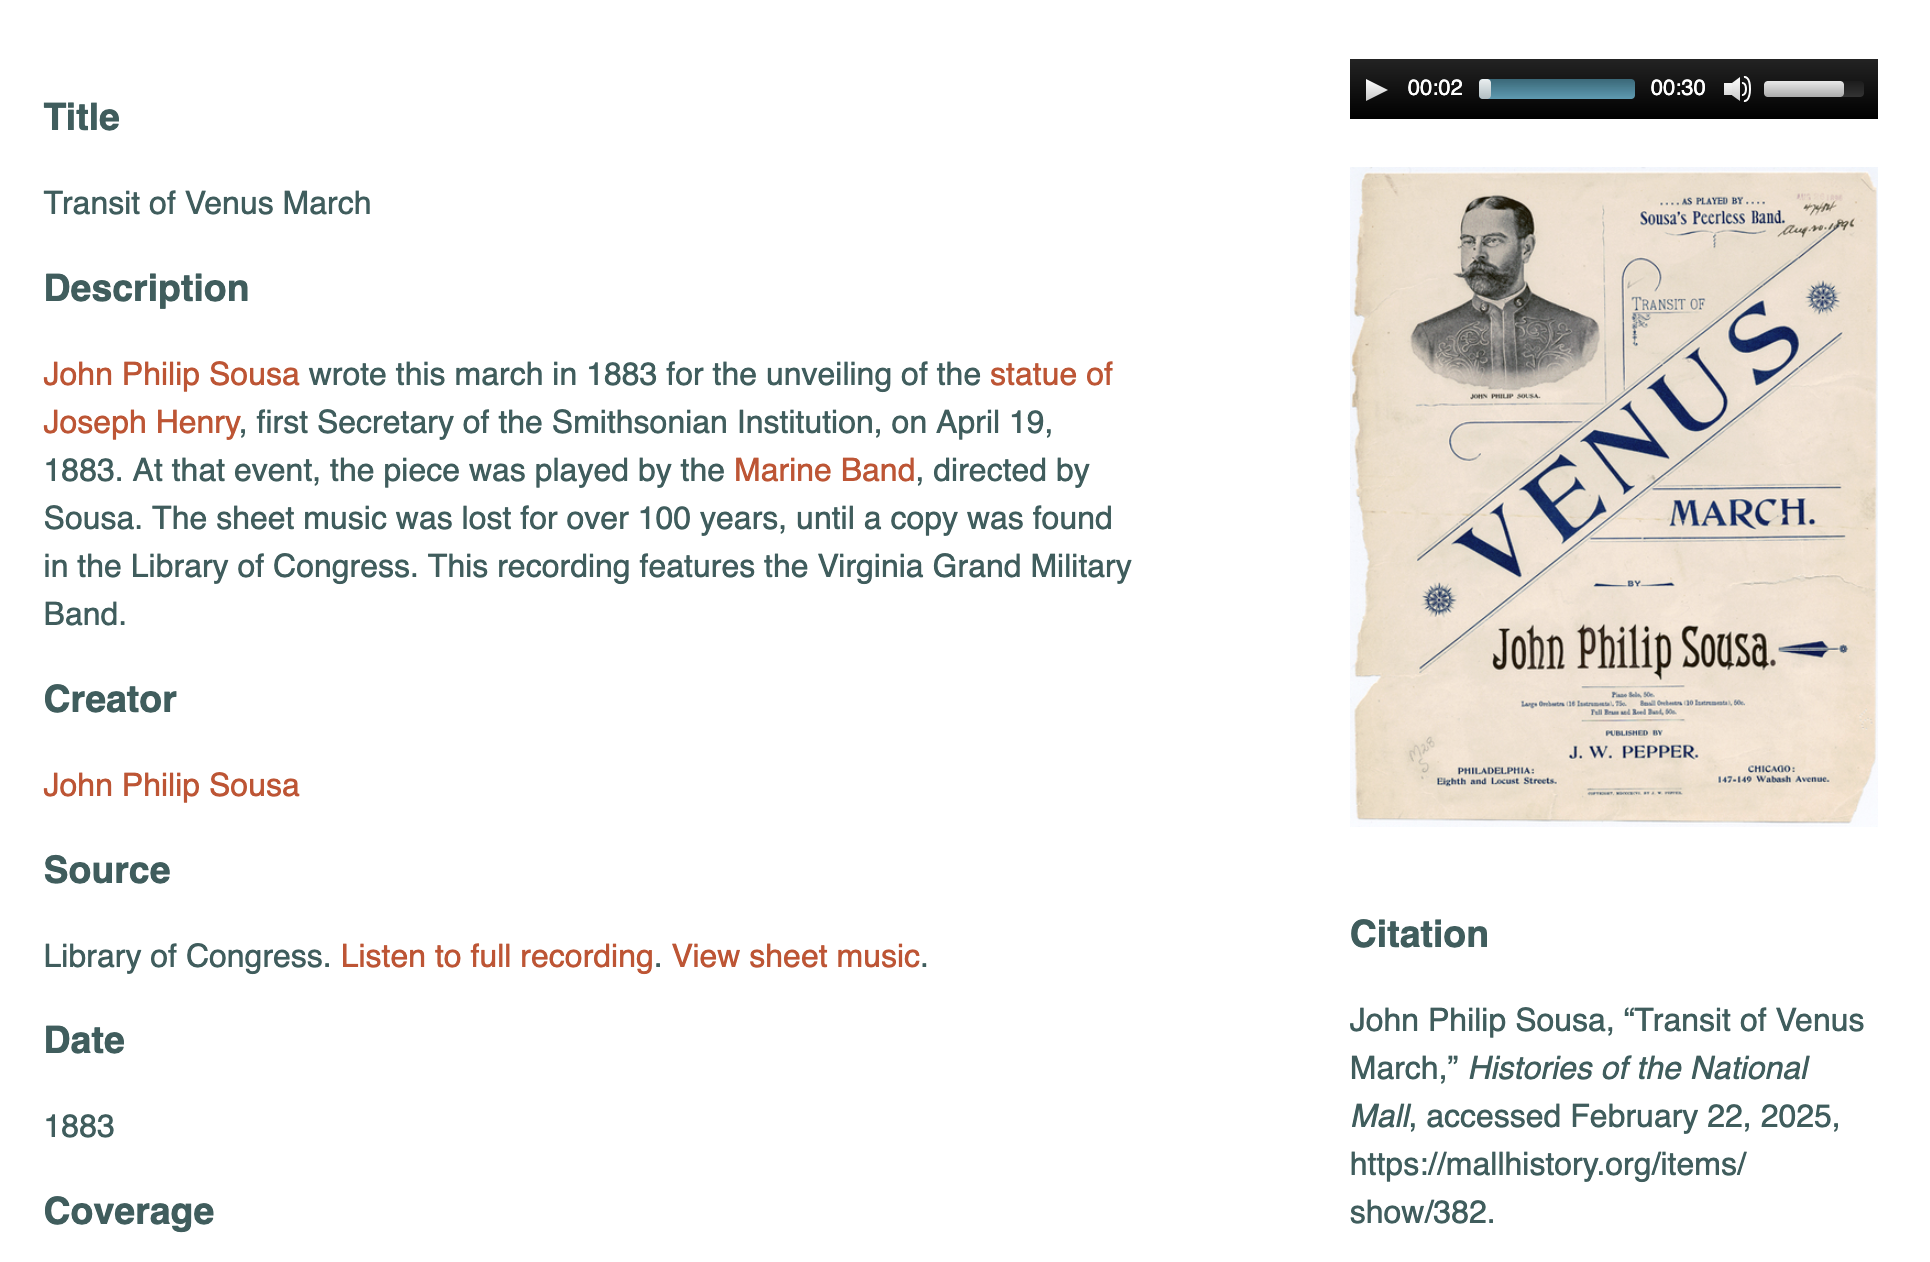 Title
Transit of Venus March
Description
John Philip Sousa wrote this march in 1883 for the unveiling of the statue of
Joseph Henry, first Secretary of the Smithsonian Institution, on April 19,
1883. At that event, the piece was played by the Marine Band, directed by
Sousa. The sheet music was lost for over 100 years, until a copy was found
in the Library of Congress. This recording features the Virginia Grand Military
Band.
Creator
John Philip Sousa
Source
Library of Congress. Listen to full recording. View sheet music.
Date
1883
Coverage
00:02 00:30
....AS PLAYED BY....
Sousa's Peerless Band.
Aug. 20. 1896
JOHN PHILIP SOUSA.
TRANSIT OF
VENUS
MARCH.
BY
John Philip Sousa.
Piano Solo, 50c.
Large Orchestra (16 Instruments), 75c. Small Orchestra (10 Instruments), 50c.
Full Brass and Reed Band, 50c.
PUBLISHED BY
J. W. PEPPER.
PHILADELPHIA:
Eighth and Locust Streets.
CHICAGO:
147-149 Wabash Avenue.
Citation
John Philip Sousa, “Transit of Venus
March,” Histories of the National
Mall, accessed February 22, 2025,
https://mallhistory.org/items/
show/382.